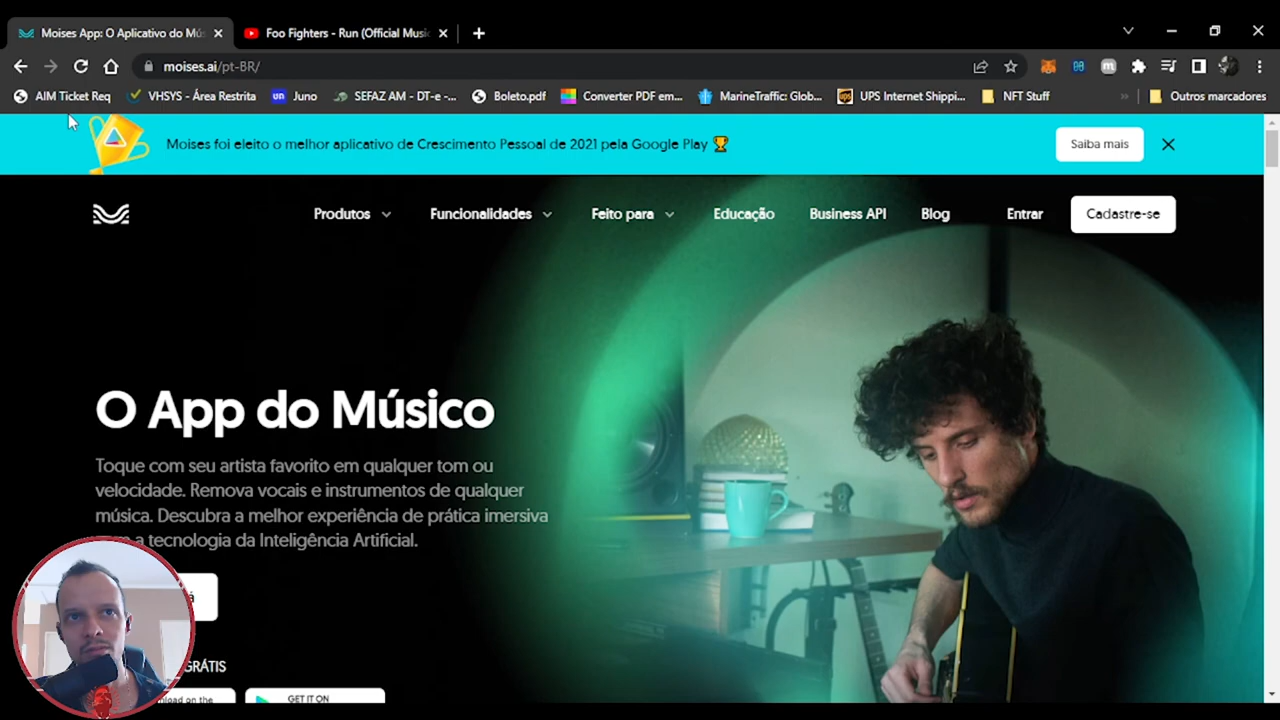 Moises App: O Aplicativo do Mú
Foo Fighters - Run (Official Music
moises.ai/pt-BR/
AIM Ticket Req
VHSYS - Área Restrita
Juno
SEFAZ AM - DT-e -...
Boleto.pdf
Converter PDF em...
MarineTraffic: Glob...
UPS Internet Shippi...
NFT Stuff
»
Outros marcadores
Moises foi eleito o melhor aplicativo de Crescimento Pessoal de 2021 pela Google Play 🏆
Saiba mais
Produtos
Funcionalidades
Feito para
Educação
Business API
Blog
Entrar
Cadastre-se
O App do Músico
Toque com seu artista favorito em qualquer tom ou
velocidade. Remova vocais e instrumentos de qualquer
música. Descubra a melhor experiência de prática imersiva
a tecnologia da Inteligência Artificial.
GRÁTIS
on the
GET IT ON